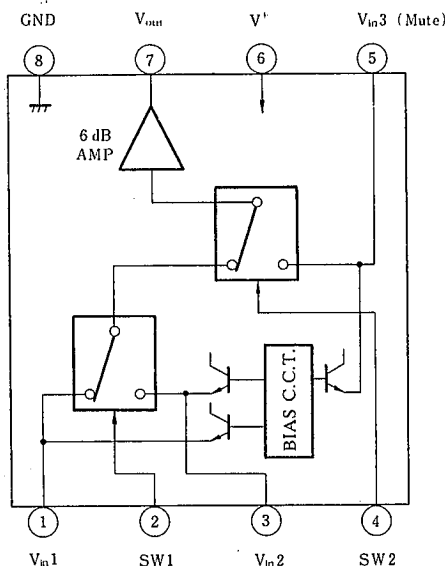 GND Vout V+ Vin3 (Mute)
8 7 6 5
6 dB
AMP
BIAS C.C.T.
1 2 3 4
Vin1 SW1 Vin2 SW2